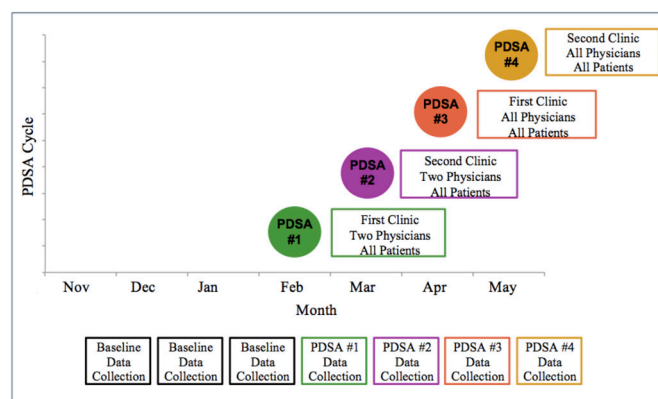 PDSA Cycle
PDSA
#4
Second Clinic
All Physicians
All Patients
PDSA
#3
First Clinic
All Physicians
All Patients
PDSA
#2
Second Clinic
Two Physicians
All Patients
PDSA
#1
First Clinic
Two Physicians
All Patients
Nov Dec Jan Feb Mar Apr May
Month
Baseline
Data
Collection
Baseline
Data
Collection
Baseline
Data
Collection
PDSA #1
Data
Collection
PDSA #2
Data
Collection
PDSA #3
Data
Collection
PDSA #4
Data
Collection